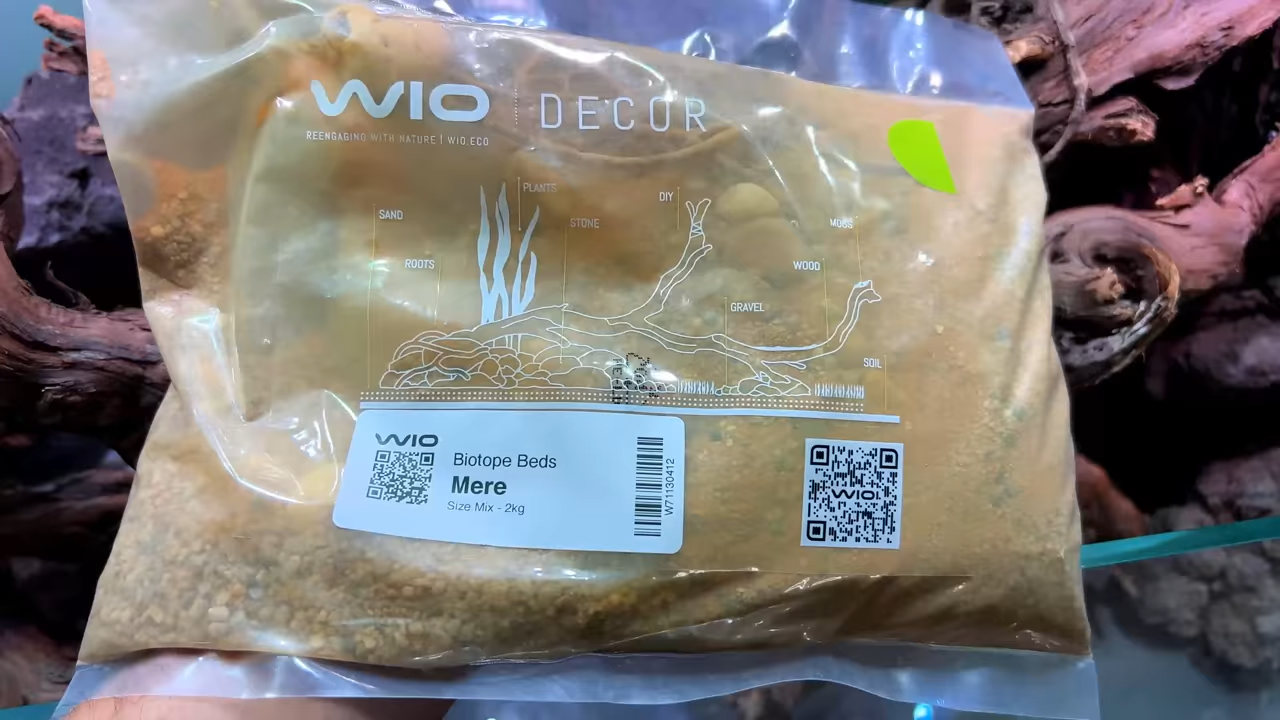 WIO DECOR
REENGAGING WITH NATURE | WIO.ECO
PLANTS
DIY
SAND
STONE
MOSS
ROOTS
WOOD
GRAVEL
SOIL
WIO
Biotope Beds
Mere
Size Mix - 2kg
W71130412
WIO